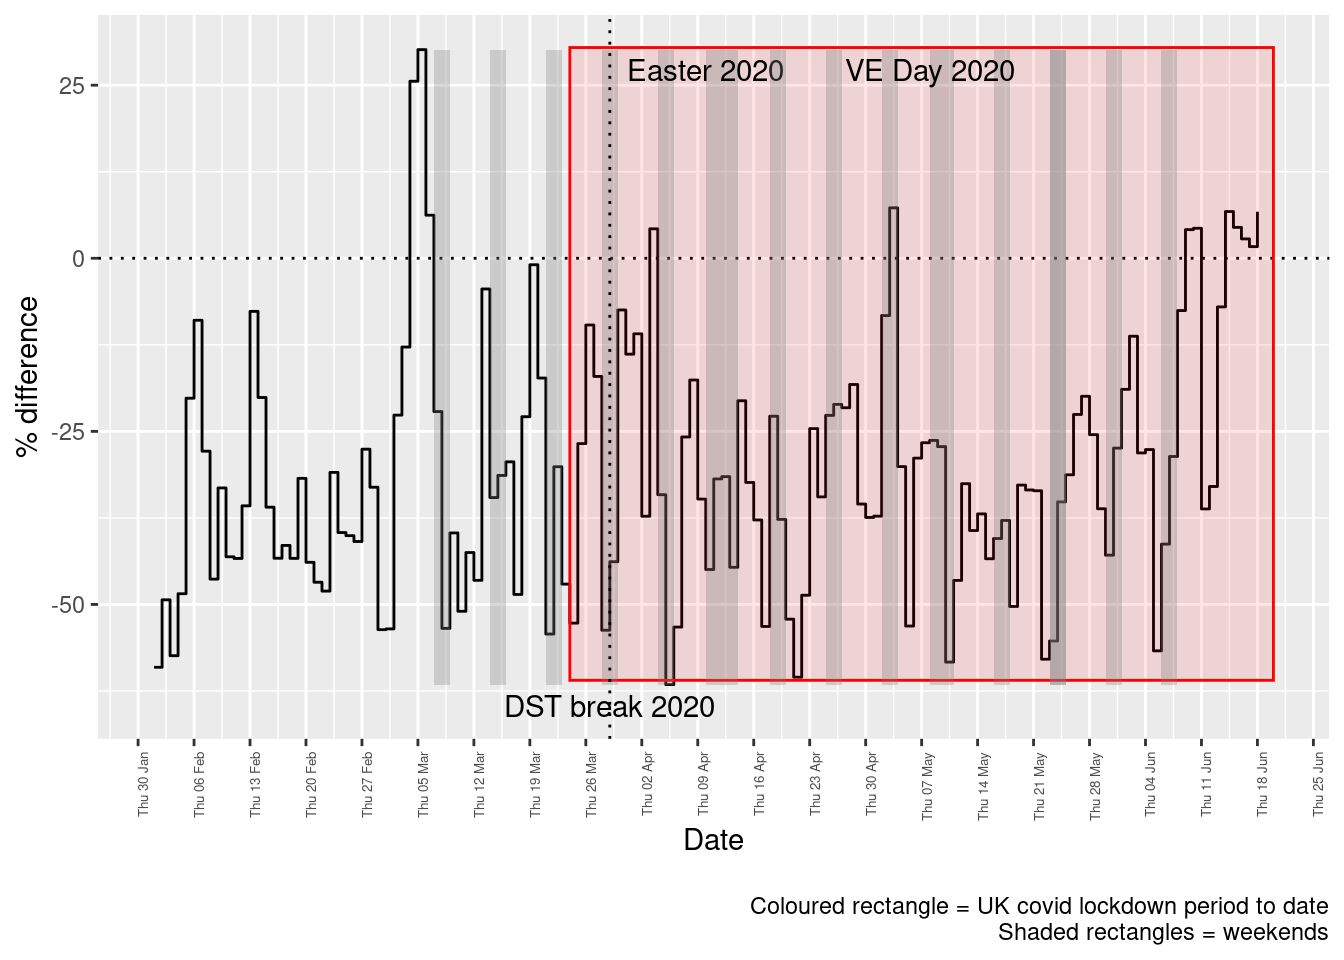 Easter 2020
VE Day 2020
25
0
-25
-50
% difference
DST break 2020
Thu 30 Jan
Thu 06 Feb
Thu 13 Feb
Thu 20 Feb
Thu 27 Feb
Thu 05 Mar
Thu 12 Mar
Thu 19 Mar
Thu 26 Mar
Thu 02 Apr
Thu 09 Apr
Thu 16 Apr
Thu 23 Apr
Thu 30 Apr
Thu 07 May
Thu 14 May
Thu 21 May
Thu 28 May
Thu 04 Jun
Thu 11 Jun
Thu 18 Jun
Thu 25 Jun
Date
Coloured rectangle = UK covid lockdown period to date
Shaded rectangles = weekends